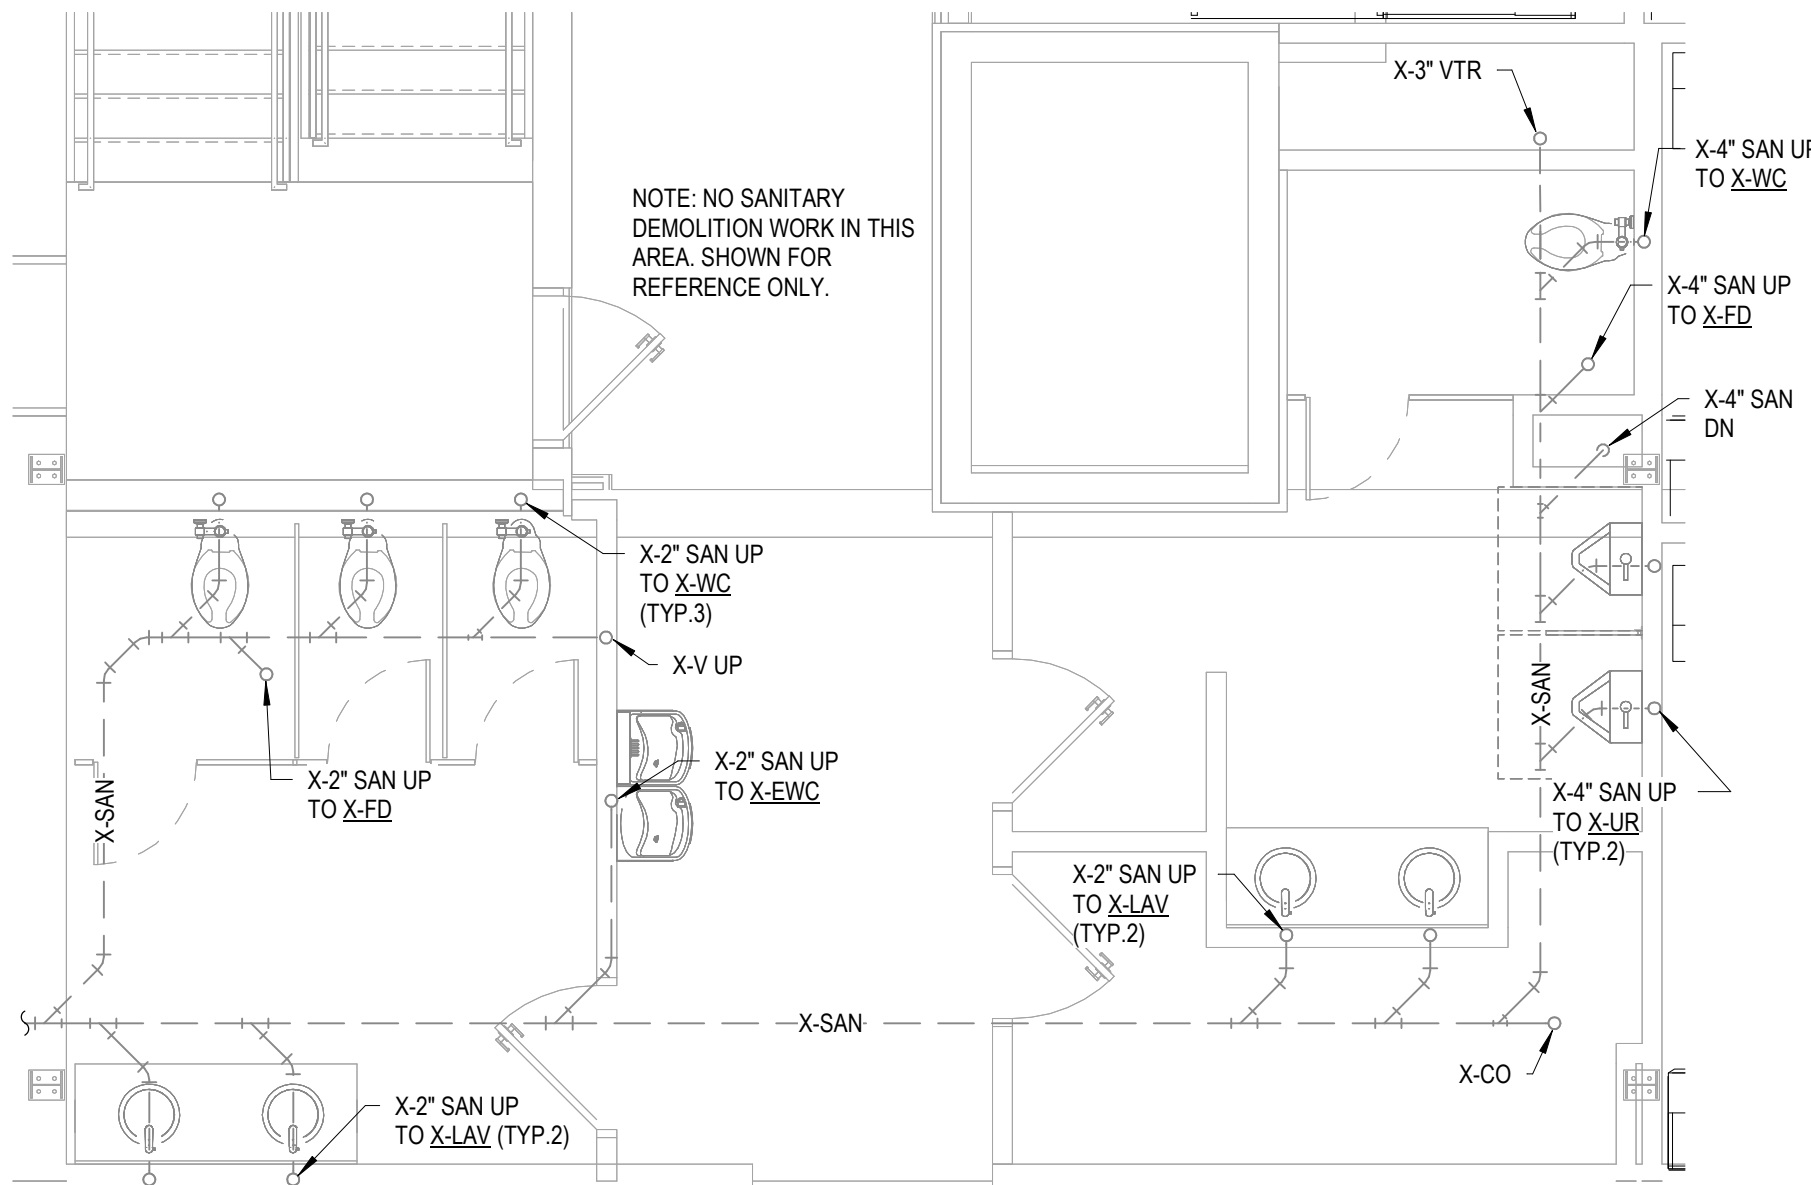 X-3" VTR
X-4" SAN UP
TO X-WC
NOTE: NO SANITARY
DEMOLITION WORK IN THIS
AREA. SHOWN FOR
REFERENCE ONLY.
X-4" SAN UP
TO X-FD
X-4" SAN
DN
X-2" SAN UP
TO X-WC
(TYP.3)
X-V UP
X-SAN
X-2" SAN UP
TO X-EWC
X-2" SAN UP
TO X-FD
X-SAN
X-4" SAN UP
TO X-UR
(TYP.2)
X-2" SAN UP
TO X-LAV
(TYP.2)
X-SAN
X-CO
X-2" SAN UP
TO X-LAV (TYP.2)